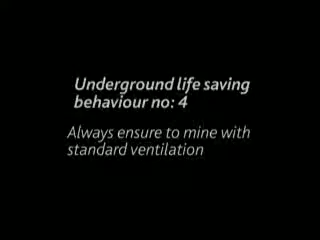 Underground life saving
behaviour no: 4
Always ensure to mine with
standard ventilation